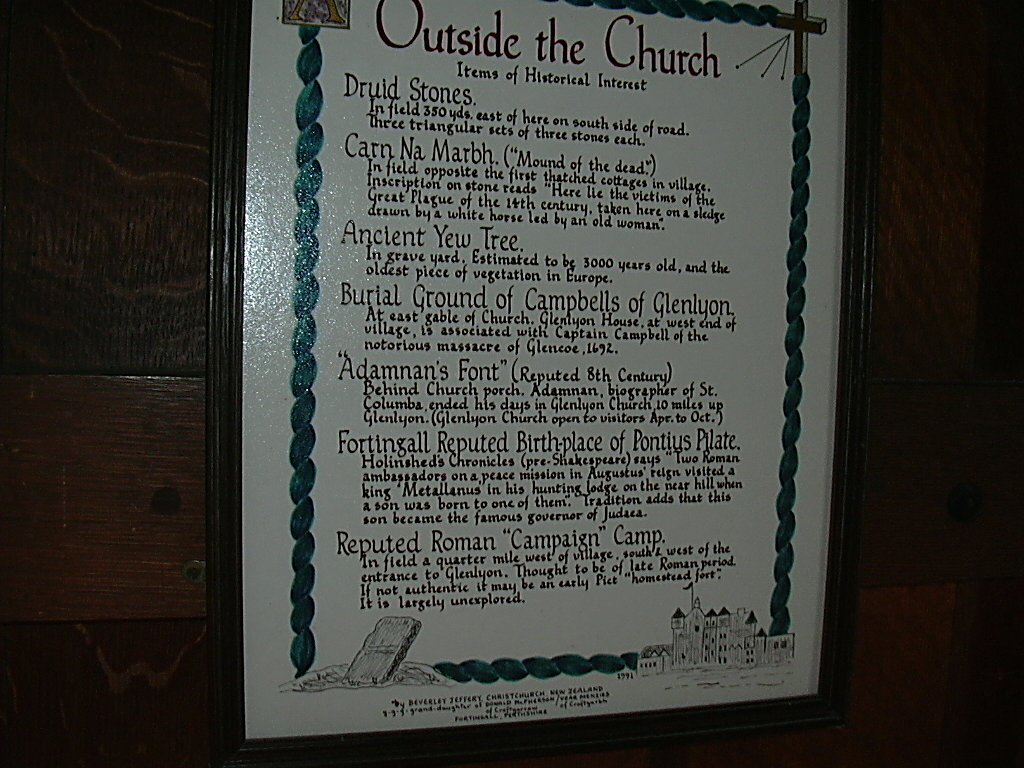 A
Outside the Church
Items of Historical Interest
Druid Stones.
In field 350 yds. east of here on south side of road.
Three triangular sets of three stones each.
Carn Na Marbh. ("Mound of the dead.")
In field opposite the first thatched cottages in village.
Inscription on stone reads "Here lie the victims of the
Great Plague of the 14th century, taken here on a sledge
drawn by a white horse led by an old woman".
Ancient Yew Tree.
In grave yard. Estimated to be 3000 years old, and the
oldest piece of vegetation in Europe.
Burial Ground of Campbells of Glenlyon.
At east gable of Church. Glenlyon House, at west end of
village, is associated with Captain Campbell of the
notorious massacre of Glencoe, 1692.
"Adamnan's Font" (Reputed 8th Century)
Behind Church porch. Adamnan, biographer of St.
Columba, ended his days in Glenlyon Church, 10 miles up
Glenlyon. (Glenlyon Church open to visitors Apr. to Oct.)
Fortingall Reputed Birth-place of Pontius Pilate.
Holinshed's Chronicles (pre-Shakespeare) says "Two Roman
ambassadors on a peace mission in Augustus' reign visited a
king 'Metallanus' in his hunting lodge on the near hill when
a son was born to one of them". Tradition adds that this
son became the famous governor of Judaea.
Reputed Roman "Campaign" Camp.
In field a quarter mile west of village, south west of the
entrance to Glenlyon. Thought to be of late Roman period.
If not authentic it may be an early Pict "homestead fort".
It is largely unexplored.
1991
By BEVERLEY JEFFERY, CHRISTCHURCH, NEW ZEALAND
g-g-g-grand-daughter of DONALD McPHERSON / MENZIES
of Croftgarrow of Croftgarbh
FORTINGALL, PERTHSHIRE